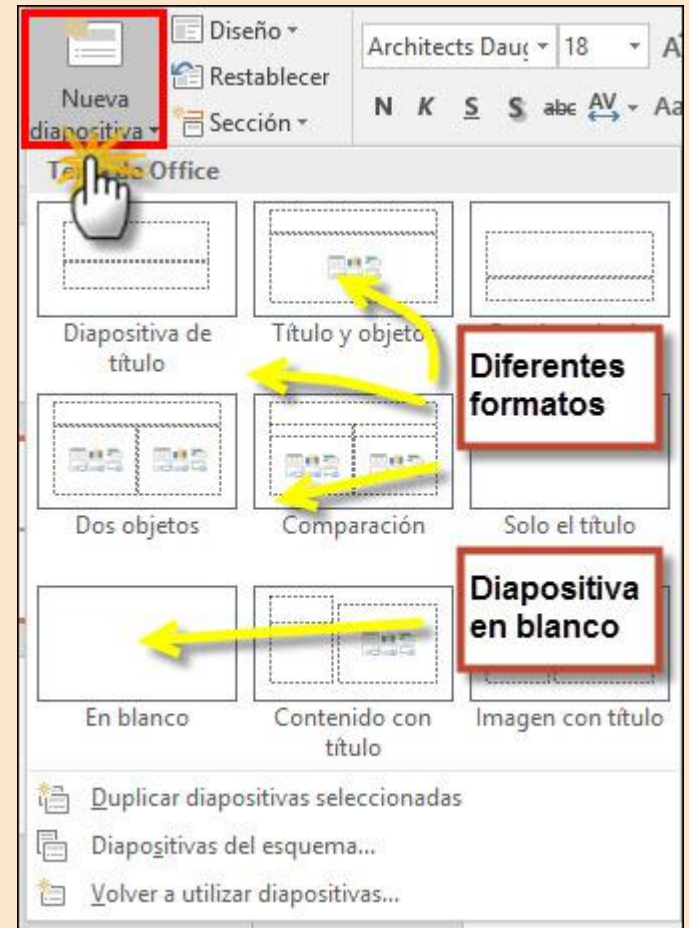 Nueva
diapositiva
Diseño
Restablecer
Sección
Architects Daug 18 A
N K S S abc AV Aa
de Office
Diapositiva de
título
Título y objetos
Diferentes
formatos
Dos objetos
Comparación
Solo el título
Diapositiva
en blanco
En blanco
Contenido con
título
Imagen con título
Duplicar diapositivas seleccionadas
Diapositivas del esquema...
Volver a utilizar diapositivas...